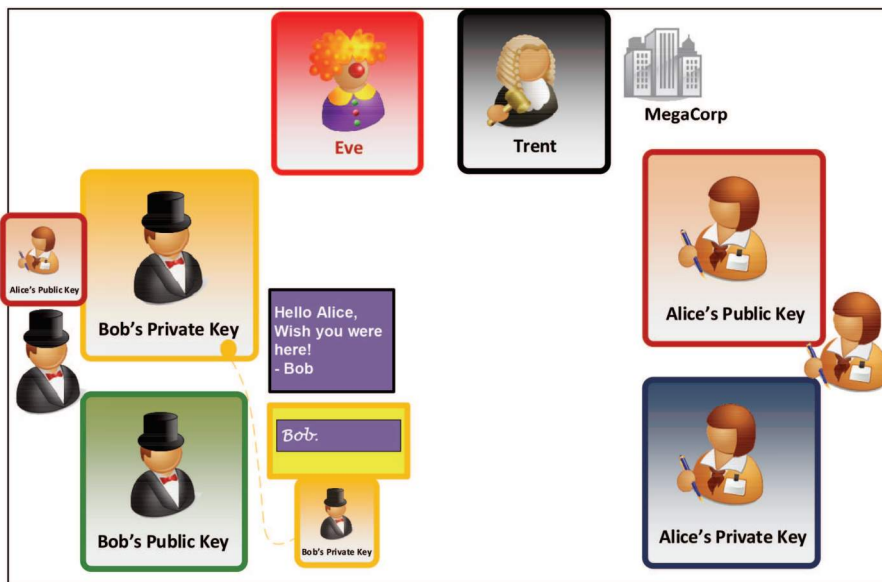 Eve
Trent
MegaCorp
Alice's Public Key
Bob's Private Key
Hello Alice,
Wish you were
here!
- Bob
Alice's Public Key
Bob.
Bob's Public Key
Bob's Private Key
Alice's Private Key